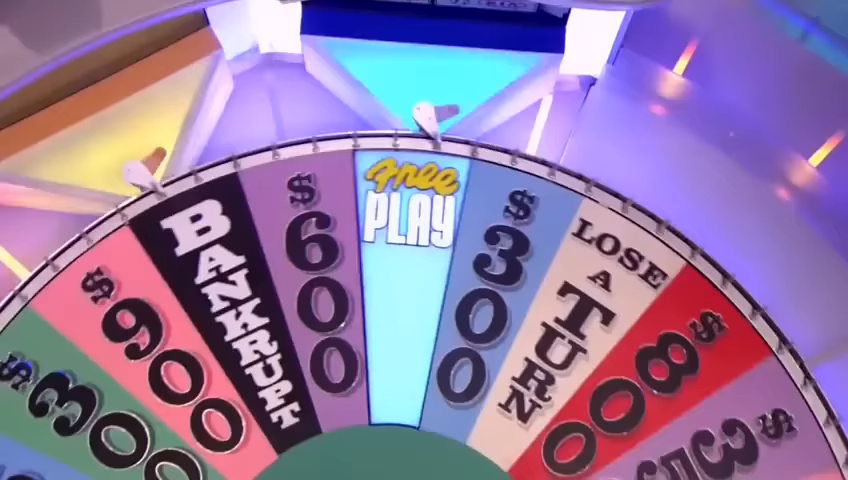 $300
$900
BANKRUPT
$600
Free
PLAY
$300
LOSE
A
TURN
$800
$